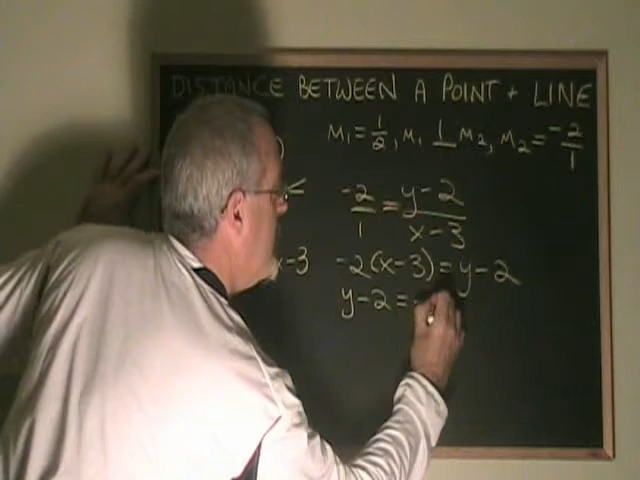 DISTANCE BETWEEN A POINT + LINE
M₁ = 1/2, M₁ ⊥ M₂, M₂ = -2/1
-2/1 = y-2/x-3
x-3 -2(x-3) = y-2
y-2 =